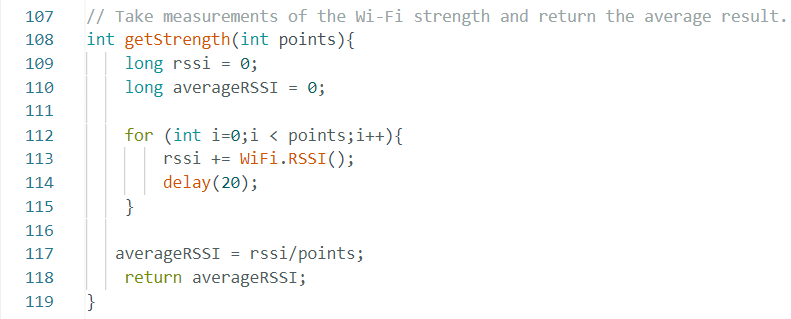 107 // Take measurements of the Wi-Fi strength and return the average result.
108 int getStrength(int points){
109     long rssi = 0;
110     long averageRSSI = 0;
111
112     for (int i=0;i < points;i++){
113         rssi += WiFi.RSSI();
114         delay(20);
115     }
116
117    averageRSSI = rssi/points;
118     return averageRSSI;
119 }